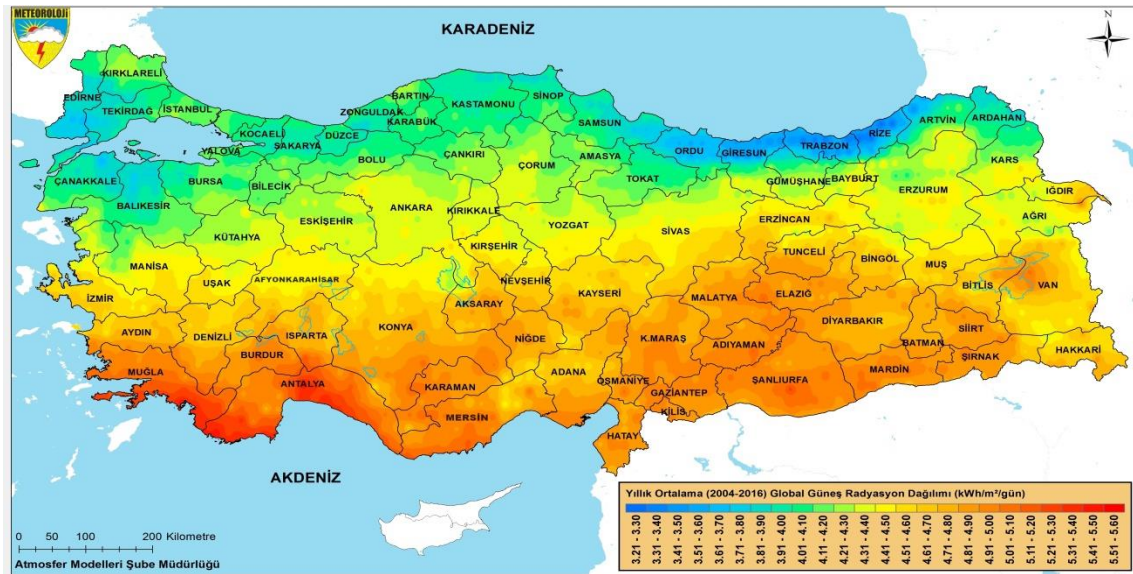 METEOROLOJİ
KARADENİZ
N
KIRKLARELİ
EDİRNE
TEKİRDAĞ
İSTANBUL
KOCAELİ
YALOVA
SAKARYA
DÜZCE
ZONGULDAK
BARTIN
KARABÜK
KASTAMONU
SİNOP
SAMSUN
ORDU
GİRESUN
TRABZON
RİZE
ARTVİN
ARDAHAN
ÇANAKKALE
BALIKESİR
BURSA
BİLECİK
BOLU
ÇANKIRI
ÇORUM
AMASYA
TOKAT
GÜMÜŞHANE
BAYBURT
ERZURUM
KARS
IĞDIR
AĞRI
KÜTAHYA
ESKİŞEHİR
ANKARA
KIRIKKALE
YOZGAT
SİVAS
ERZİNCAN
MANİSA
UŞAK
AFYONKARAHİSAR
KIRŞEHİR
NEVŞEHİR
KAYSERİ
TUNCELİ
BİNGÖL
MUŞ
BİTLİS
VAN
İZMİR
AYDIN
DENİZLİ
ISPARTA
KONYA
AKSARAY
NİĞDE
MALATYA
ELAZIĞ
DİYARBAKIR
BATMAN
SİİRT
ŞIRNAK
HAKKARİ
MUĞLA
BURDUR
ANTALYA
KARAMAN
MERSİN
ADANA
K.MARAŞ
OSMANİYE
ADIYAMAN
GAZİANTEP
KİLİS
ŞANLIURFA
MARDİN
HATAY
AKDENİZ
0 50 100 200 Kilometre
Atmosfer Modelleri Şube Müdürlüğü
Yıllık Ortalama (2004-2016) Global Güneş Radyasyon Dağılımı (kWh/m²/gün)
3.21 - 3.30
3.31 - 3.40
3.41 - 3.50
3.51 - 3.60
3.61 - 3.70
3.71 - 3.80
3.81 - 3.90
3.91 - 4.00
4.01 - 4.10
4.11 - 4.20
4.21 - 4.30
4.31 - 4.40
4.41 - 4.50
4.51 - 4.60
4.61 - 4.70
4.71 - 4.80
4.81 - 4.90
4.91 - 5.00
5.01 - 5.10
5.11 - 5.20
5.21 - 5.30
5.31 - 5.40
5.41 - 5.50
5.51 - 5.60